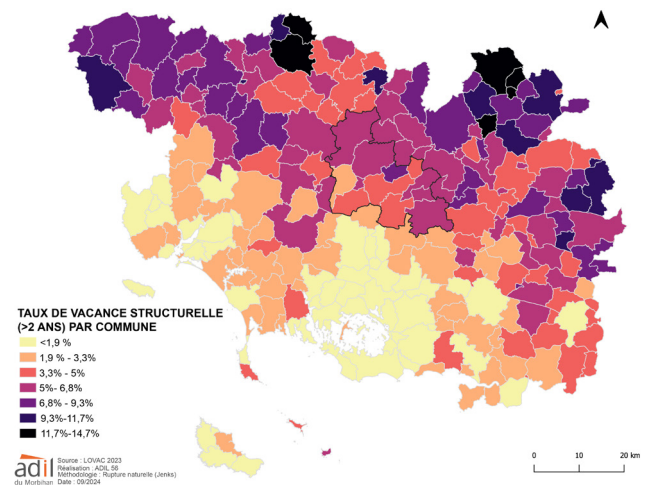 TAUX DE VACANCE STRUCTURELLE
(>2 ANS) PAR COMMUNE
<1,9 %
1,9 % - 3,3%
3,3% - 5%
5%- 6,8%
6,8% - 9,3%
9,3%-11,7%
11,7%-14,7%
adil
du Morbihan
Source : LOVAC 2023
Réalisation : ADIL 56
Méthodologie : Rupture naturelle (Jenks)
Date : 09/2024
0 10 20 km